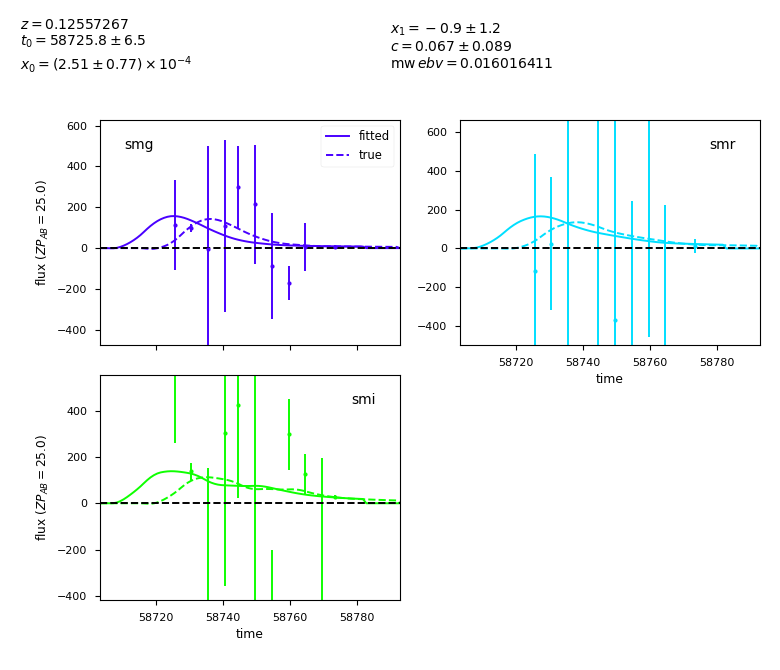 z = 0.12557267
t₀ = 58725.8 ± 6.5
x₀ = (2.51 ± 0.77) × 10⁻⁴
x₁ = −0.9 ± 1.2
c = 0.067 ± 0.089
mw ebv = 0.016016411
smg
fitted
true
600
400
200
0
−200
−400
flux (ZP_AB = 25.0)
smr
600
400
200
0
−200
−400
58720 58740 58760 58780
time
smi
400
200
0
−200
−400
flux (ZP_AB = 25.0)
58720 58740 58760 58780
time